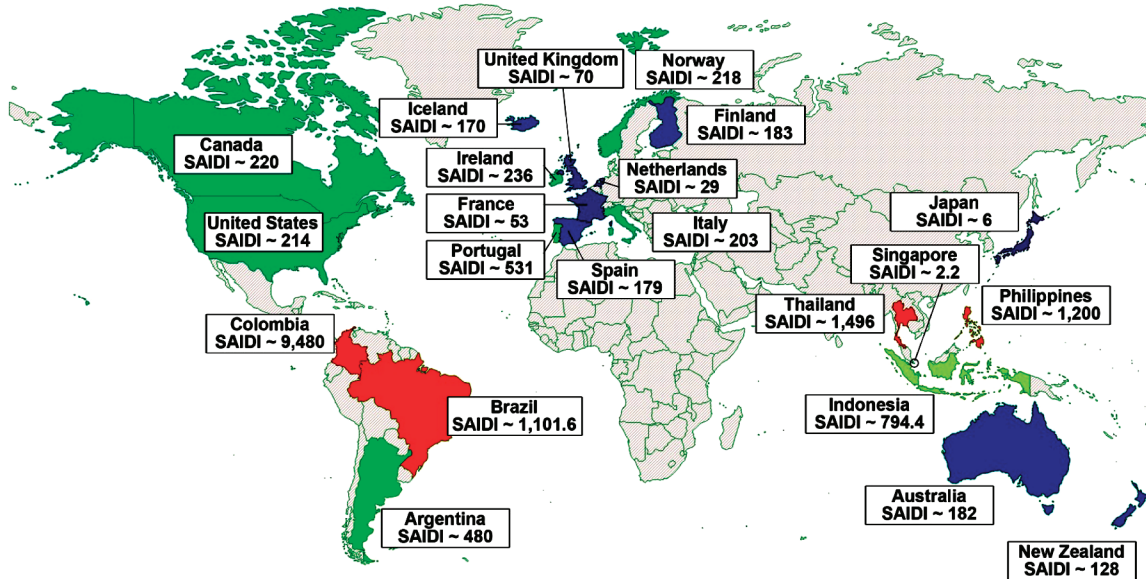 United Kingdom
SAIDI ~ 70
Norway
SAIDI ~ 218
Iceland
SAIDI ~ 170
Finland
SAIDI ~ 183
Canada
SAIDI ~ 220
Ireland
SAIDI ~ 236
Netherlands
SAIDI ~ 29
France
SAIDI ~ 53
Japan
SAIDI ~ 6
United States
SAIDI ~ 214
Italy
SAIDI ~ 203
Portugal
SAIDI ~ 531
Singapore
SAIDI ~ 2.2
Spain
SAIDI ~ 179
Thailand
SAIDI ~ 1,496
Philippines
SAIDI ~ 1,200
Colombia
SAIDI ~ 9,480
Brazil
SAIDI ~ 1,101.6
Indonesia
SAIDI ~ 794.4
Australia
SAIDI ~ 182
Argentina
SAIDI ~ 480
New Zealand
SAIDI ~ 128